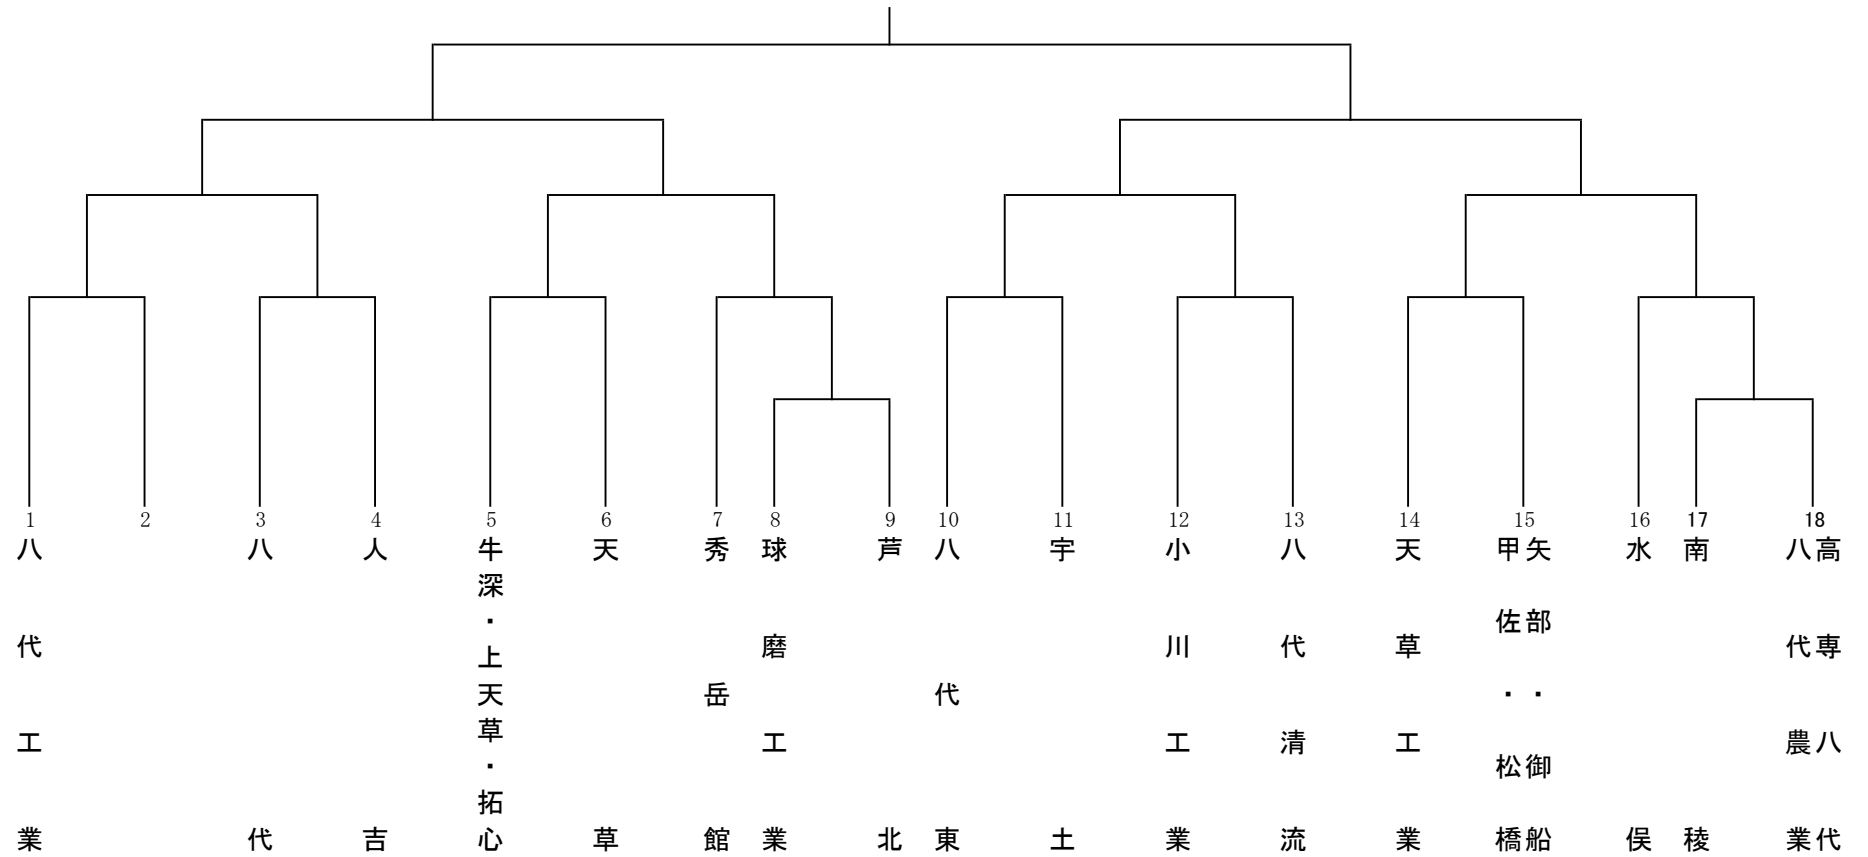 1 八代工業
2
3 八代
4 人吉
5 牛深・上天草・拓心
6 天草
7 秀岳館
8 球磨工業
9 芦北
10 八代東
11 宇土
12 小川工業
13 八代清流
14 天草工業
15 矢部・御船
甲佐・松橋
16 水俣
17 南稜
18 高専八代
八代農業